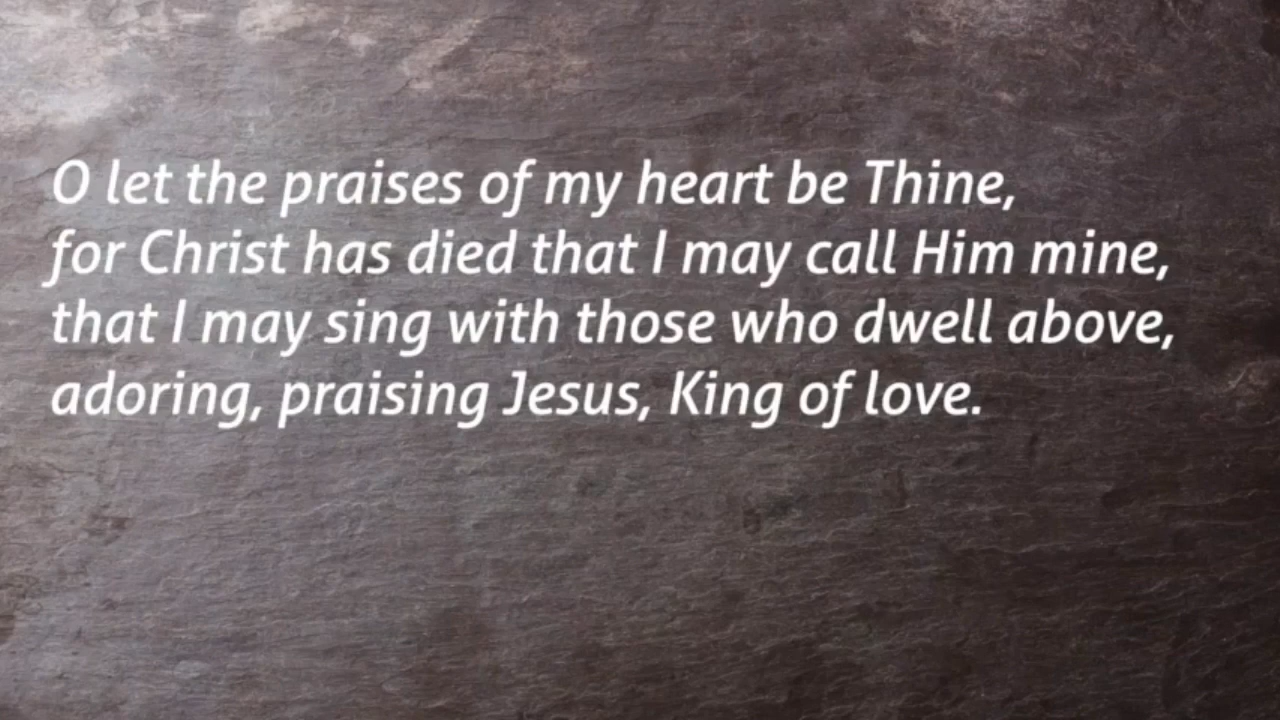 O let the praises of my heart be Thine,
for Christ has died that I may call Him mine,
that I may sing with those who dwell above,
adoring, praising Jesus, King of love.